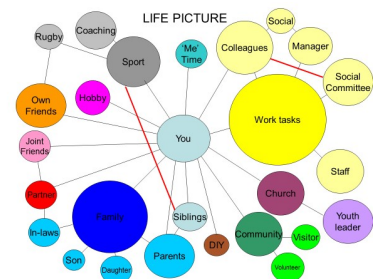 LIFE PICTURE
Social
Coaching
Rugby
Colleagues
Manager
'Me'
Time
Sport
Social
Committee
Hobby
Own
Friends
Work tasks
You
Joint
Friends
Staff
Partner
Church
Siblings
Youth
leader
Family
In-laws
Community
Visitor
DIY
Parents
Son
Daughter
Volunteer